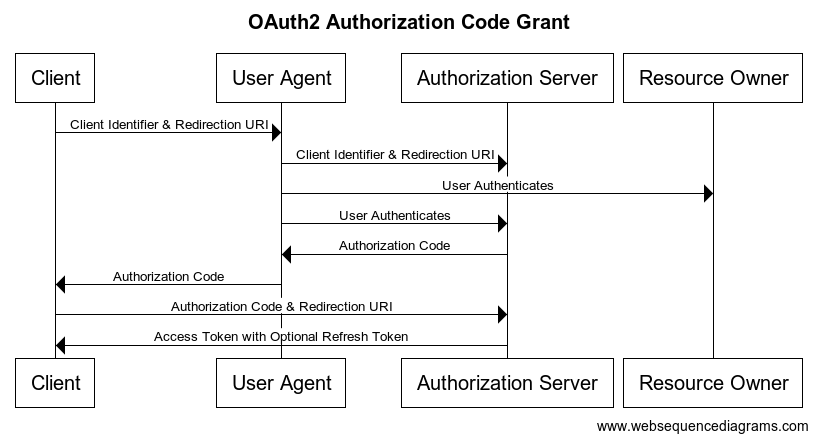 OAuth2 Authorization Code Grant
Client
User Agent
Authorization Server
Resource Owner
Client Identifier & Redirection URI
Client Identifier & Redirection URI
User Authenticates
User Authenticates
Authorization Code
Authorization Code
Authorization Code & Redirection URI
Access Token with Optional Refresh Token
Client
User Agent
Authorization Server
Resource Owner
www.websequencediagrams.com